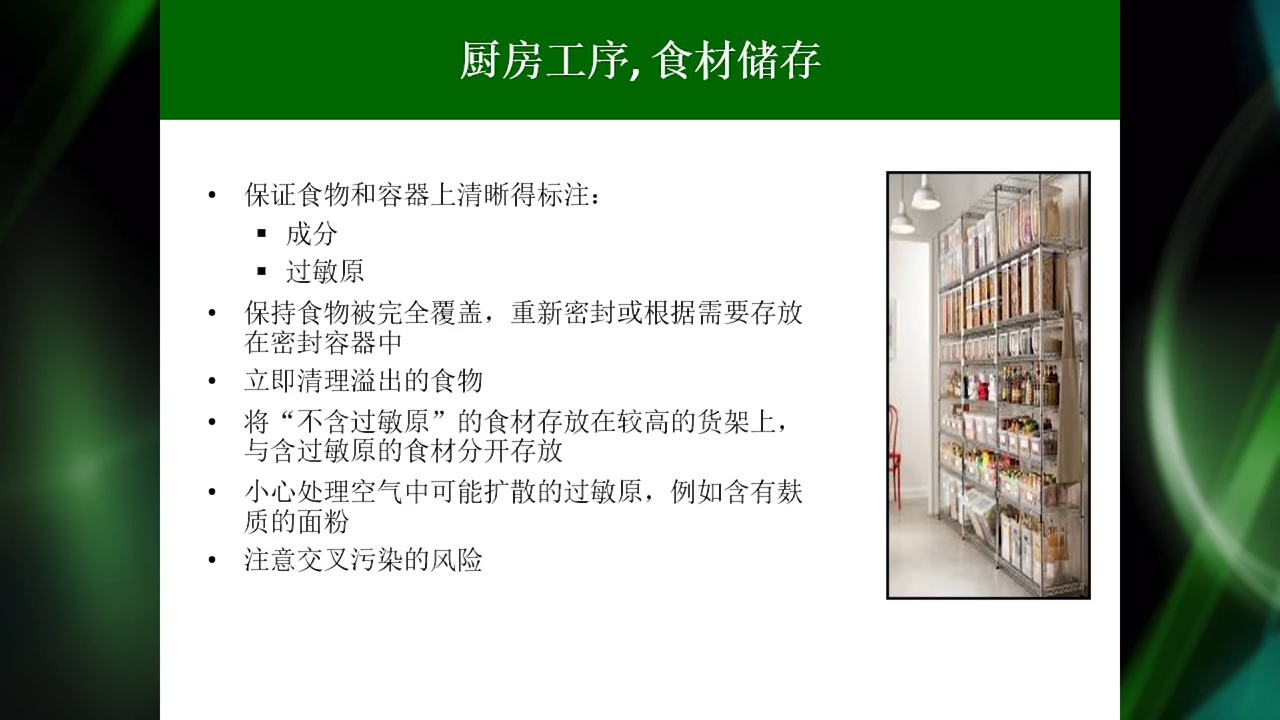 厨房工序, 食材储存
• 保证食物和容器上清晰得标注：
▪ 成分
▪ 过敏原
• 保持食物被完全覆盖，重新密封或根据需要存放
在密封容器中
• 立即清理溢出的食物
• 将“不含过敏原”的食材存放在较高的货架上，
与含过敏原的食材分开存放
• 小心处理空气中可能扩散的过敏原，例如含有麸
质的面粉
• 注意交叉污染的风险